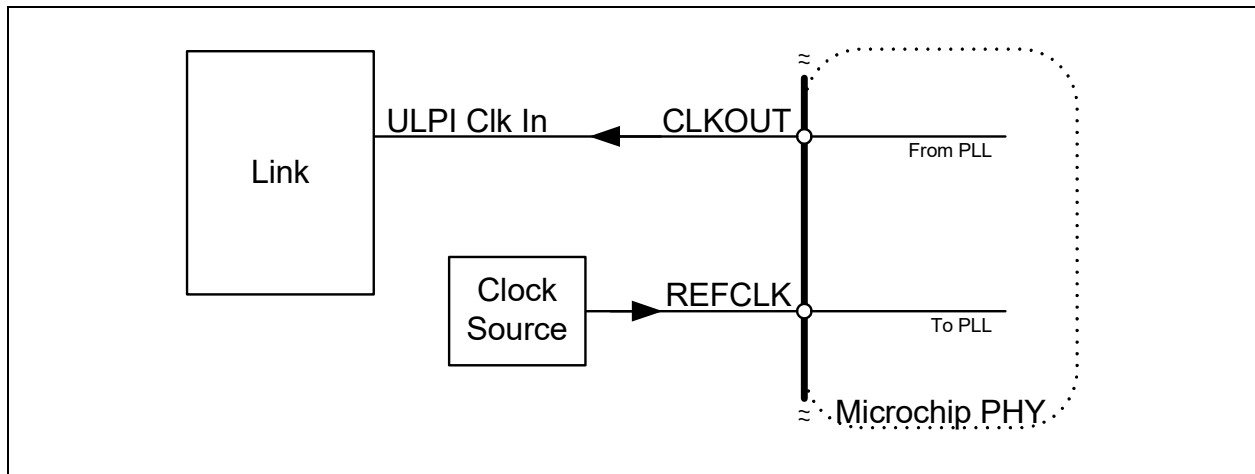 ULPI Clk In
CLKOUT
From PLL
Link
Clock
Source
REFCLK
To PLL
Microchip PHY